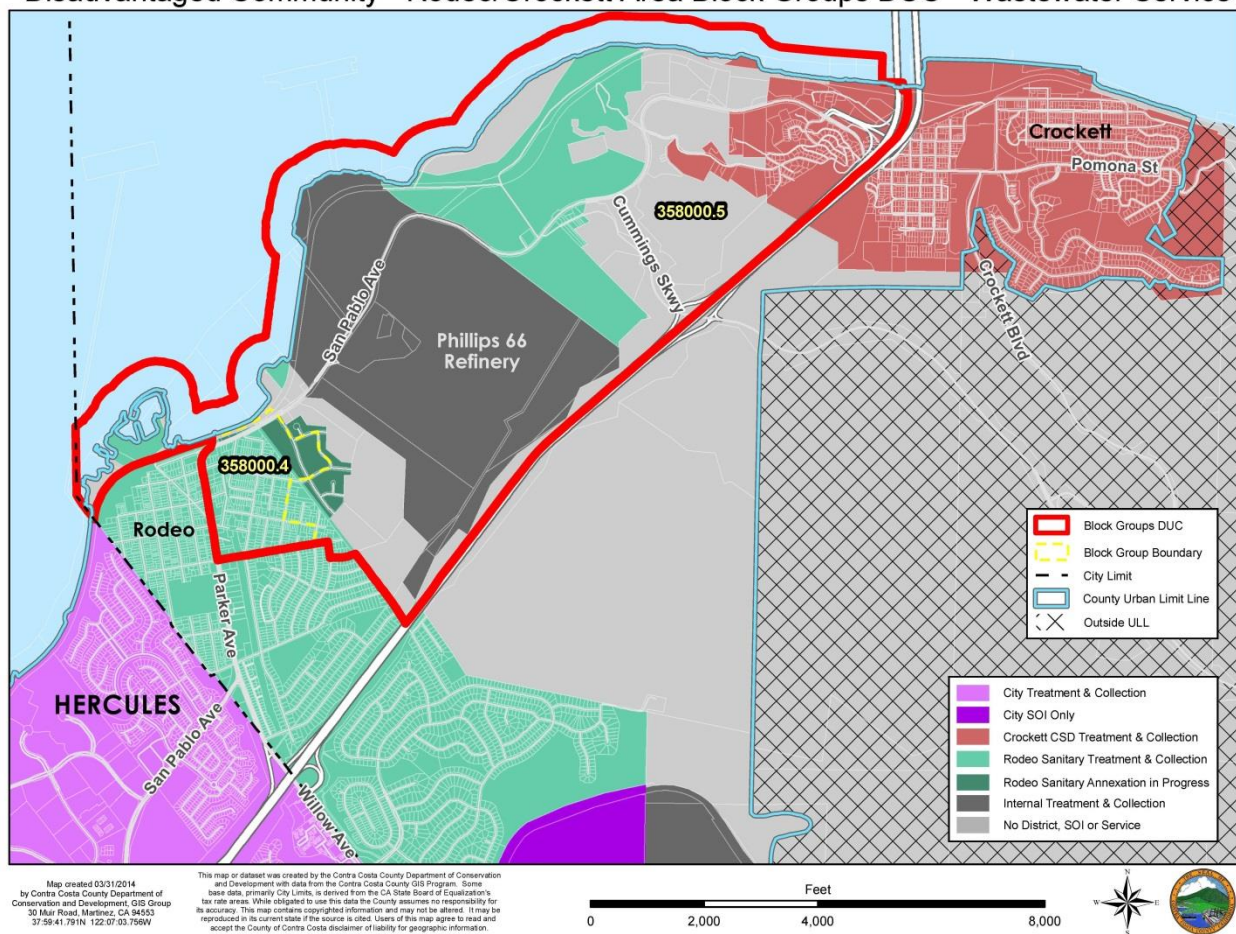 Disadvantaged Community - Rodeo/Crockett Area Block Groups DUC - Wastewater Service
Crockett
Pomona St
358000.5
Cummings Skwy
Crockett Blvd
San Pablo Ave
Phillips 66
Refinery
358000.4
Rodeo
Parker Ave
HERCULES
San Pablo Ave
Willow Ave
Block Groups DUC
Block Group Boundary
City Limit
County Urban Limit Line
Outside ULL
City Treatment & Collection
City SOI Only
Crockett CSD Treatment & Collection
Rodeo Sanitary Treatment & Collection
Rodeo Sanitary Annexation in Progress
Internal Treatment & Collection
No District, SOI or Service
Map created 03/31/2014
by Contra Costa County Department of
Conservation and Development, GIS Group
30 Muir Road, Martinez, CA 94553
37:59:41.791N 122:07:03.756W
This map or dataset was created by the Contra Costa County Department of Conservation
and Development with data from the Contra Costa County GIS Program. Some
base data, primarily City Limits, is derived from the CA State Board of Equalization's
tax rate areas. While obligated to use this data the County assumes no responsibility for
its accuracy. This map contains copyrighted information and may not be altered. It may be
reproduced in its current state if the source is cited. Users of this map agree to read and
accept the County of Contra Costa disclaimer of liability for geographic information.
Feet
0 2,000 4,000 8,000
N
W E
S